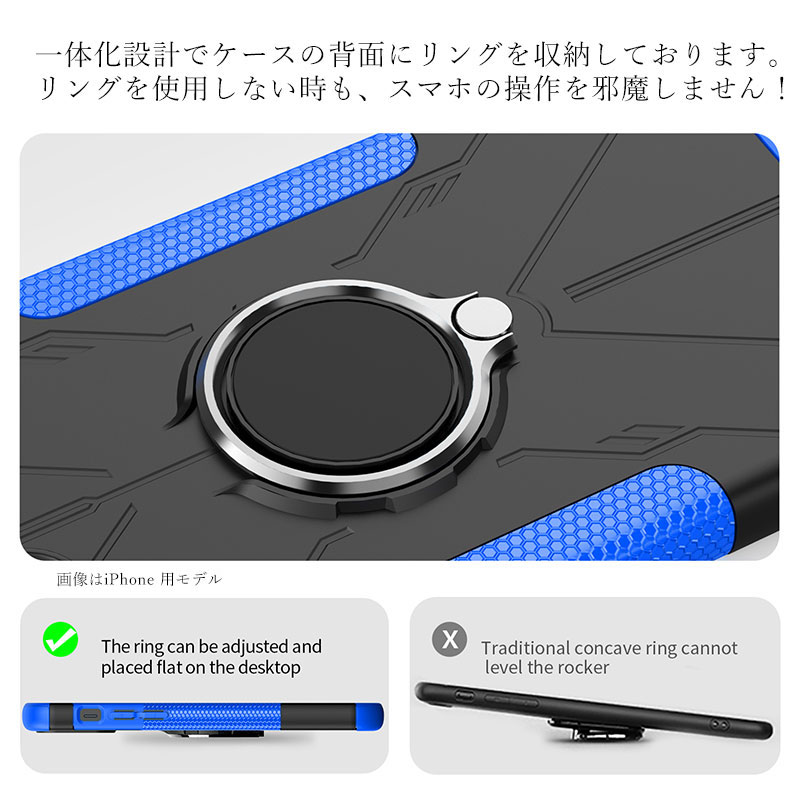 一体化設計でケースの背面にリングを収納しております。
リングを使用しない時も、スマホの操作を邪魔しません！
画像はiPhone 用モデル
The ring can be adjusted and
placed flat on the desktop
X
Traditional concave ring cannot
level the rocker